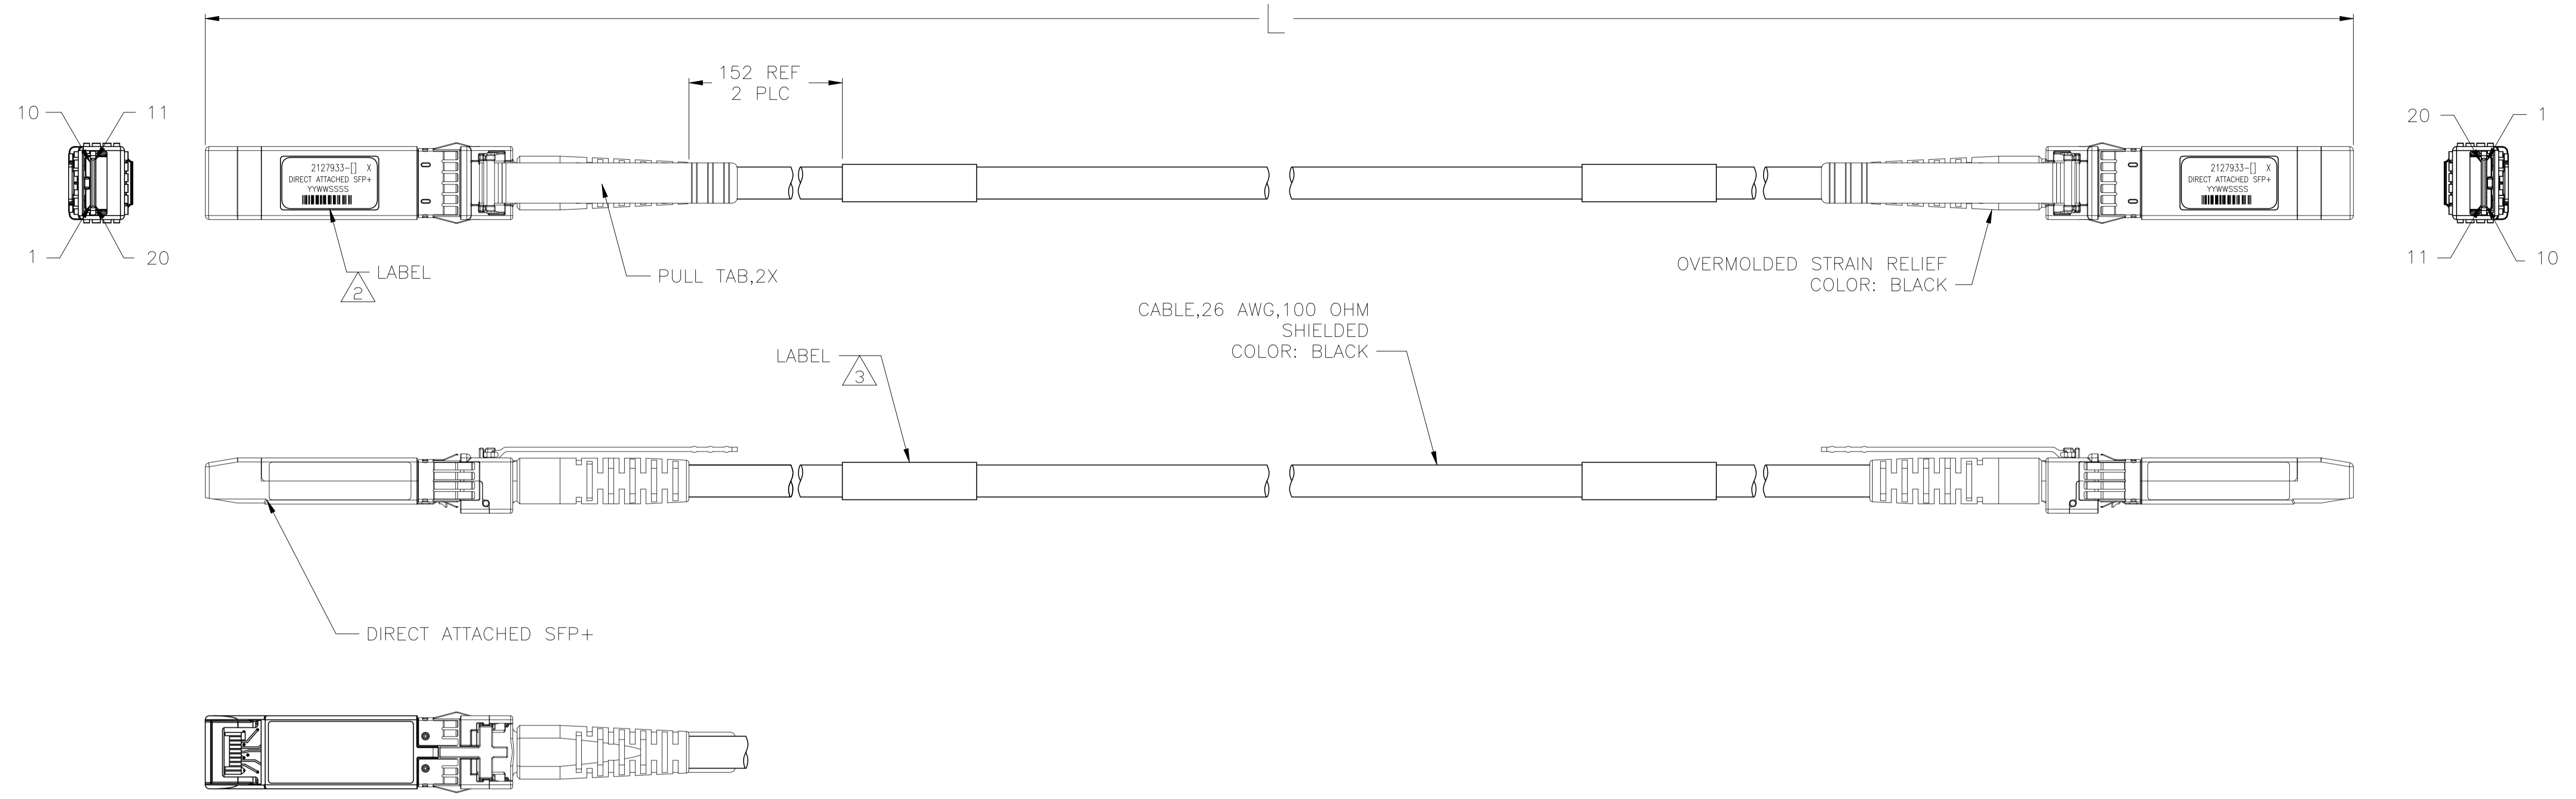 L
152 REF
2 PLC
10
11
20
1
2127933-[] X
DIRECT ATTACHED SFP+
YYWWSSSS
2127933-[] X
DIRECT ATTACHED SFP+
YYWWSSSS
1
20
11
10
LABEL
2
PULL TAB,2X
OVERMOLDED STRAIN RELIEF
COLOR: BLACK
CABLE,26 AWG,100 OHM
SHIELDED
COLOR: BLACK
LABEL
3
DIRECT ATTACHED SFP+